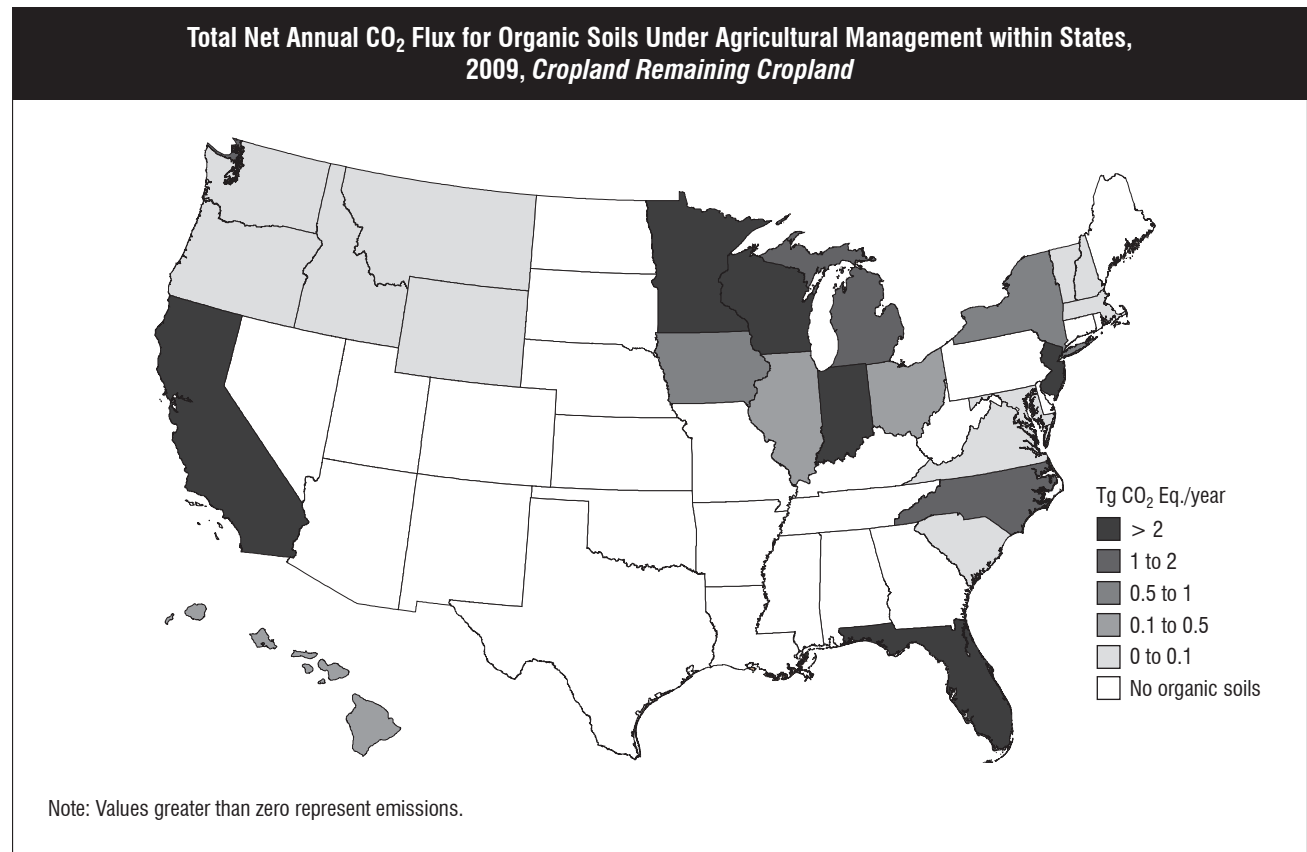 Total Net Annual CO₂ Flux for Organic Soils Under Agricultural Management within States,
2009, Cropland Remaining Cropland
Tg CO₂ Eq./year
> 2
1 to 2
0.5 to 1
0.1 to 0.5
0 to 0.1
No organic soils
Note: Values greater than zero represent emissions.